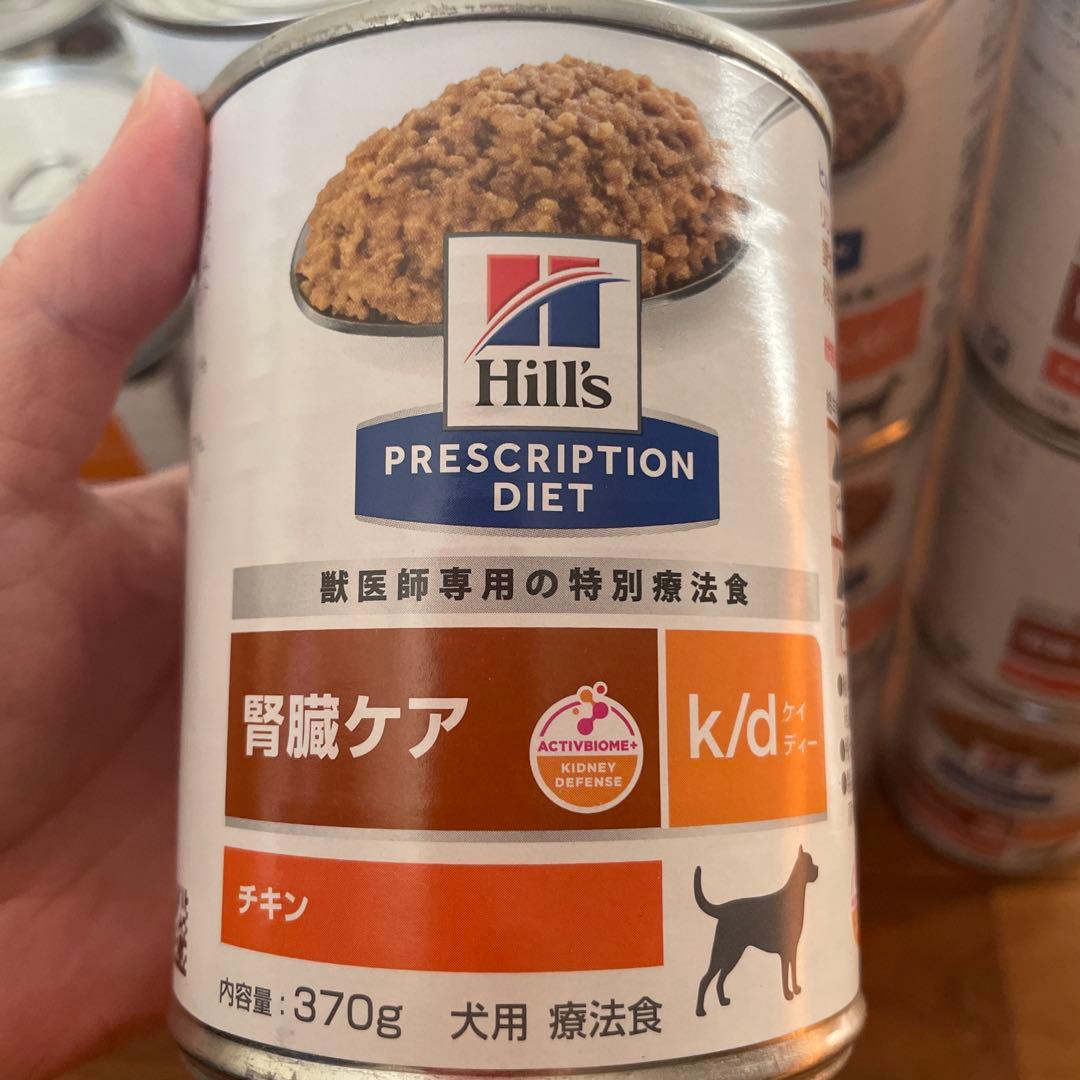 Hill's
PRESCRIPTION
DIET
獣医師専用の特別療法食
腎臓ケア
ACTIVBIOME+
KIDNEY
DEFENSE
k/d
ケイ
ディー
チキン
内容量:370g 犬用 療法食